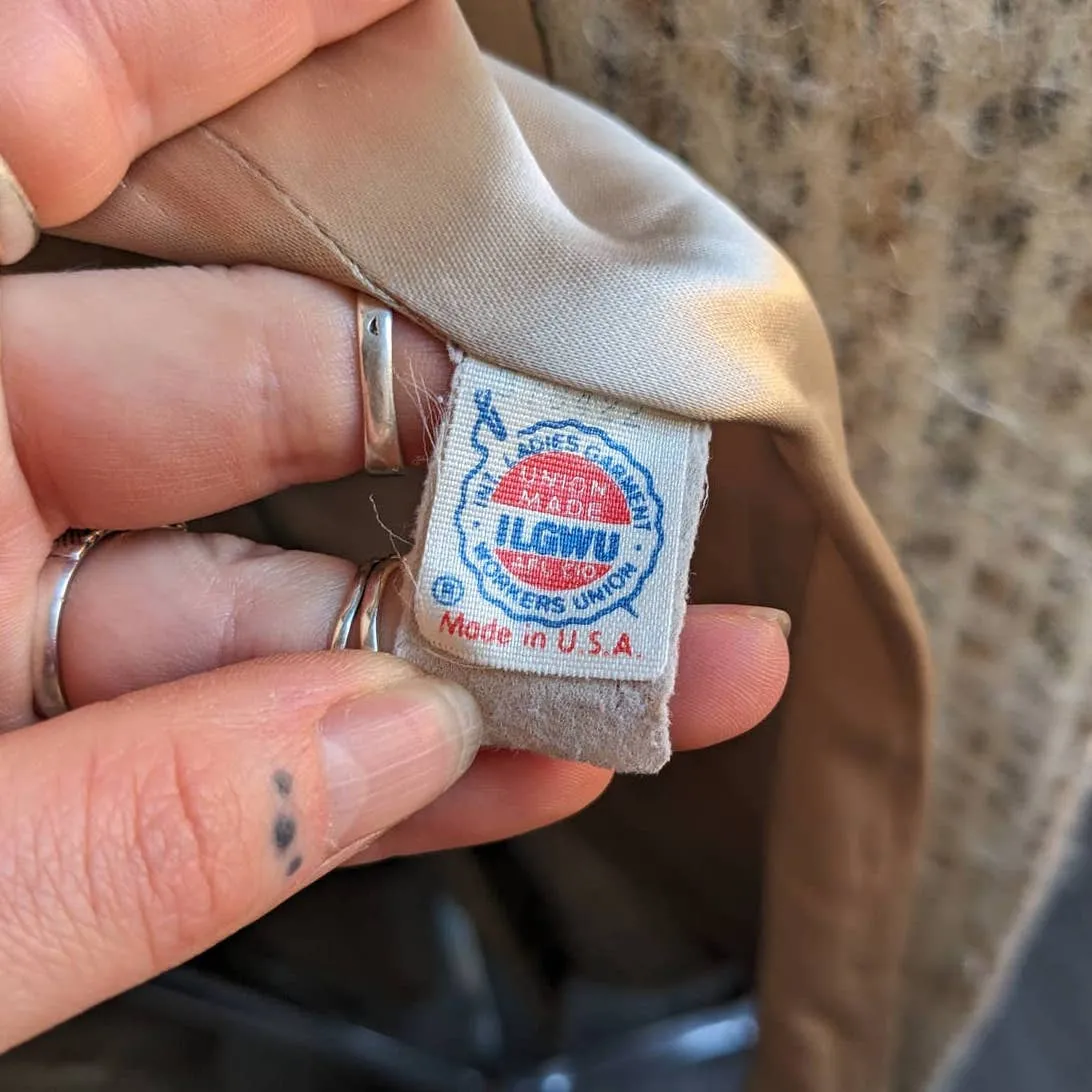 INT'L LADIES GARMENT
UNION
MADE
ILGWU
AFL-CIO
WORKERS UNION
®
Made in U.S.A.